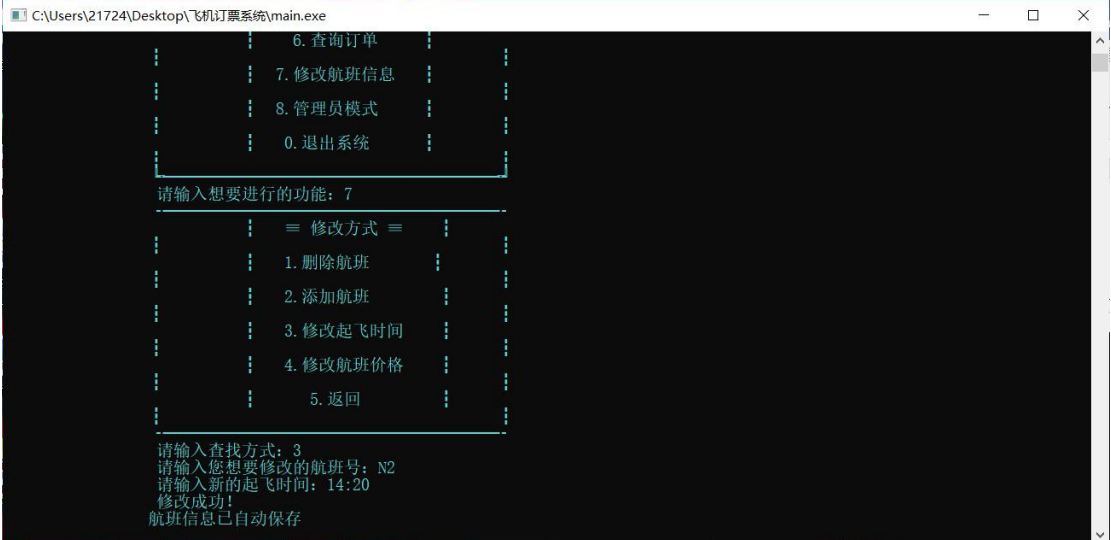 C:\Users\21724\Desktop\飞机订票系统\main.exe
6.查询订单
7.修改航班信息
8.管理员模式
0.退出系统
请输入想要进行的功能：7
≡ 修改方式 ≡
1.删除航班
2.添加航班
3.修改起飞时间
4.修改航班价格
5.返回
请输入查找方式：3
请输入您想要修改的航班号：N2
请输入新的起飞时间：14:20
修改成功！
航班信息已自动保存